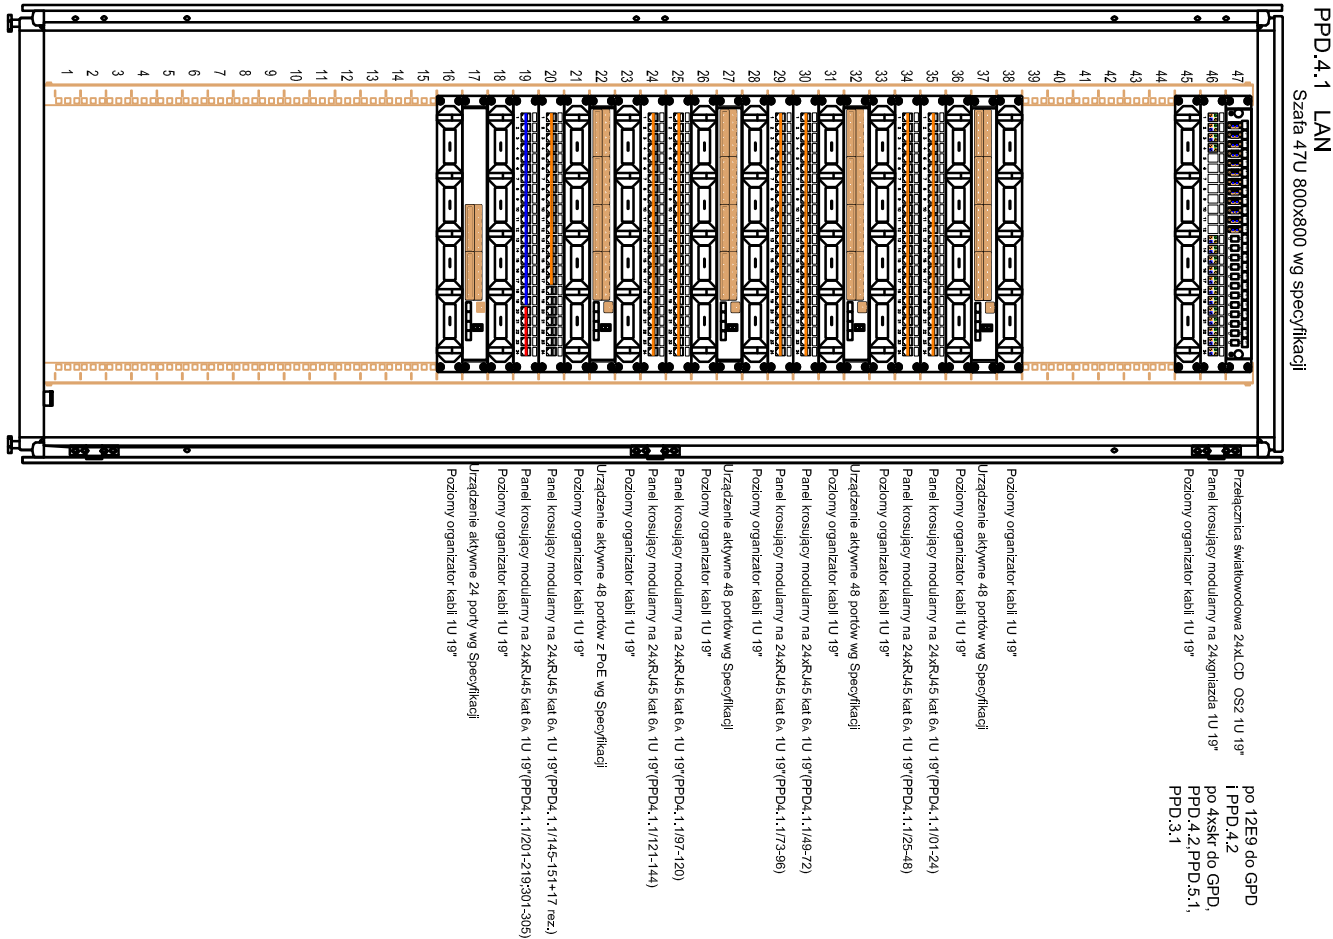 PPD.4.1 LAN
Szafa 47U 800x800 wg specyfikacji
47
46
45
44
43
42
41
40
38
37
36
35
34
33
32
31
30
29
28
27
26
25
24
23
22
21
20
19
18
17
16
15
14
13
12
11
10
9
8
7
6
5
4
3
2
1
Przełącznica światłowodowa 24xLCD OS2 1U 19"
Panel krosujący modularny na 24xgniazda 1U 19"
Poziomy organizator kabli 1U 19"
po 12E9 do GPD
i PPD.4.2
po 4xskr do GPD,
PPD.4.2,PPD.5.1,
PPD.3.1
Poziomy organizator kabli 1U 19"
Urządzenie aktywne 48 portów wg Specyfikacji
Poziomy organizator kabli 1U 19"
Panel krosujący modularny na 24xRJ45 kat 6A 1U 19"(PPD4.1.1/01-24)
Panel krosujący modularny na 24xRJ45 kat 6A 1U 19"(PPD4.1.1/25-48)
Poziomy organizator kabli 1U 19"
Urządzenie aktywne 48 portów wg Specyfikacji
Poziomy organizator kabli 1U 19"
Panel krosujący modularny na 24xRJ45 kat 6A 1U 19"(PPD4.1.1/49-72)
Panel krosujący modularny na 24xRJ45 kat 6A 1U 19"(PPD4.1.1/73-96)
Poziomy organizator kabli 1U 19"
Urządzenie aktywne 48 portów wg Specyfikacji
Poziomy organizator kabli 1U 19"
Panel krosujący modularny na 24xRJ45 kat 6A 1U 19"(PPD4.1.1/97-120)
Panel krosujący modularny na 24xRJ45 kat 6A 1U 19"(PPD4.1.1/121-144)
Poziomy organizator kabli 1U 19"
Urządzenie aktywne 48 portów z PoE wg Specyfikacji
Poziomy organizator kabli 1U 19"
Panel krosujący modularny na 24xRJ45 kat 6A 1U 19"(PPD4.1.1/145-151+17 rez.)
Panel krosujący modularny na 24xRJ45 kat 6A 1U 19"(PPD4.1.1/201-219;301-305)
Poziomy organizator kabli 1U 19"
Urządzenie aktywne 24 porty wg Specyfikacji
Poziomy organizator kabli 1U 19"